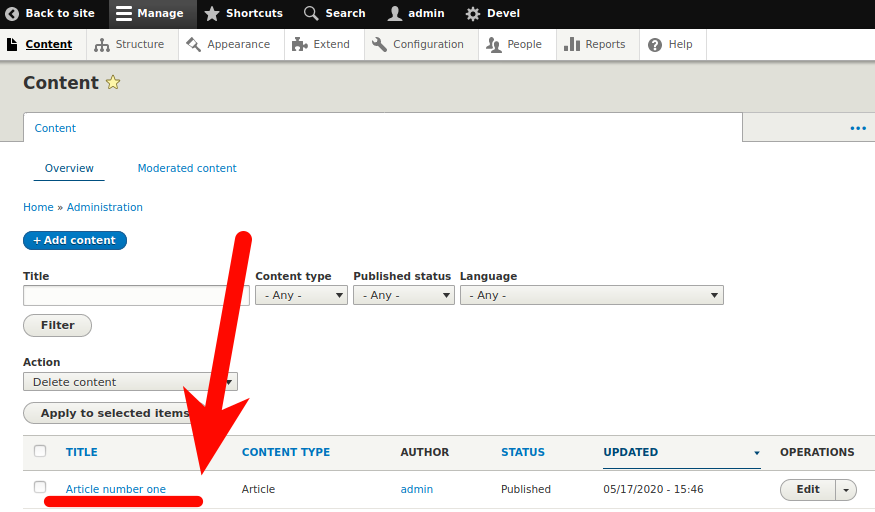 Back to site Manage Shortcuts Search admin Devel
Content Structure Appearance Extend Configuration People Reports Help
Content
Content
Overview Moderated content
Home » Administration
+ Add content
Title Content type Published status Language
- Any - - Any - - Any -
Filter
Action
Delete content
Apply to selected items
TITLE CONTENT TYPE AUTHOR STATUS UPDATED OPERATIONS
Article number one Article admin Published 05/17/2020 - 15:46 Edit